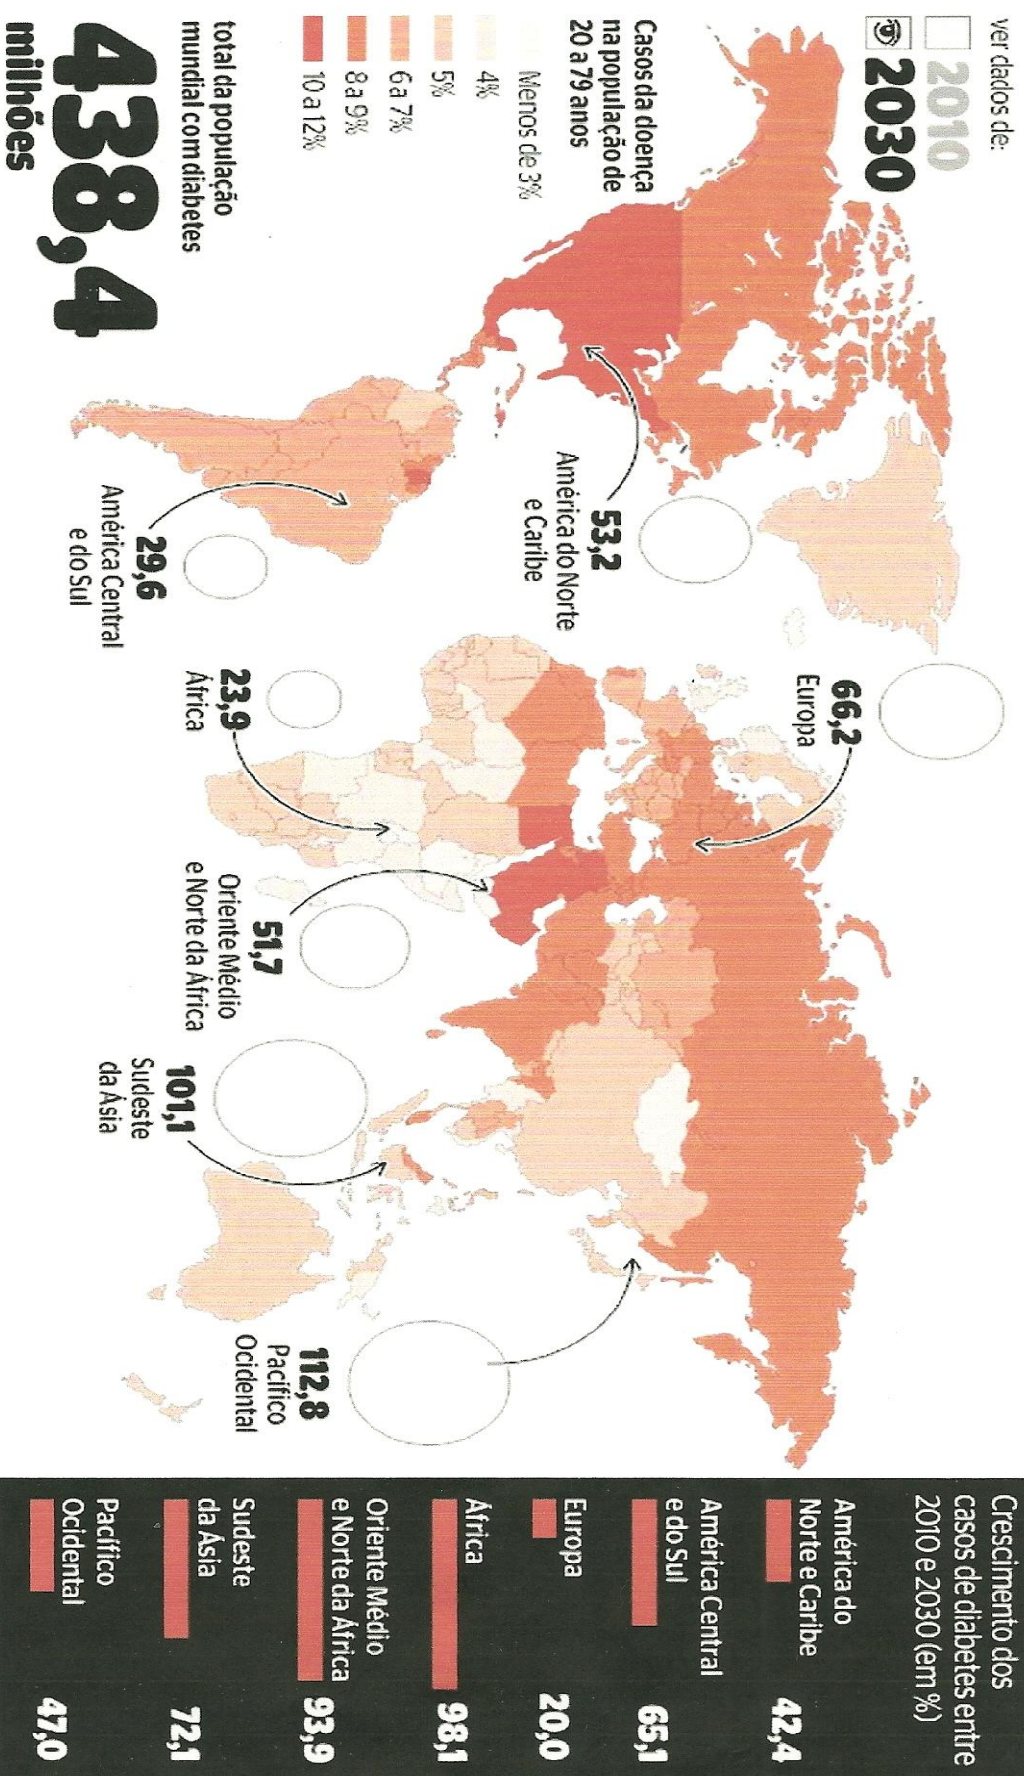 ver dados de:
2010
2030
Casos da doença
na população de
20 a 79 anos
Menos de 3%
4%
5%
6 a 7%
8 a 9%
10 a 12%
total da população
mundial com diabetes
438,4
milhões
53,2
América do Norte
e Caribe
29,6
América Central
e do Sul
66,2
Europa
23,9
África
51,7
Oriente Médio
e Norte da África
101,1
Sudeste
da Ásia
112,8
Pacífico
Ocidental
Crescimento dos
casos de diabetes entre
2010 e 2030 (em %)
América do
Norte e Caribe
42,4
América Central
e do Sul
65,1
Europa
20,0
África
98,1
Oriente Médio
e Norte da África
93,9
Sudeste
da Ásia
72,1
Pacífico
Ocidental
47,0